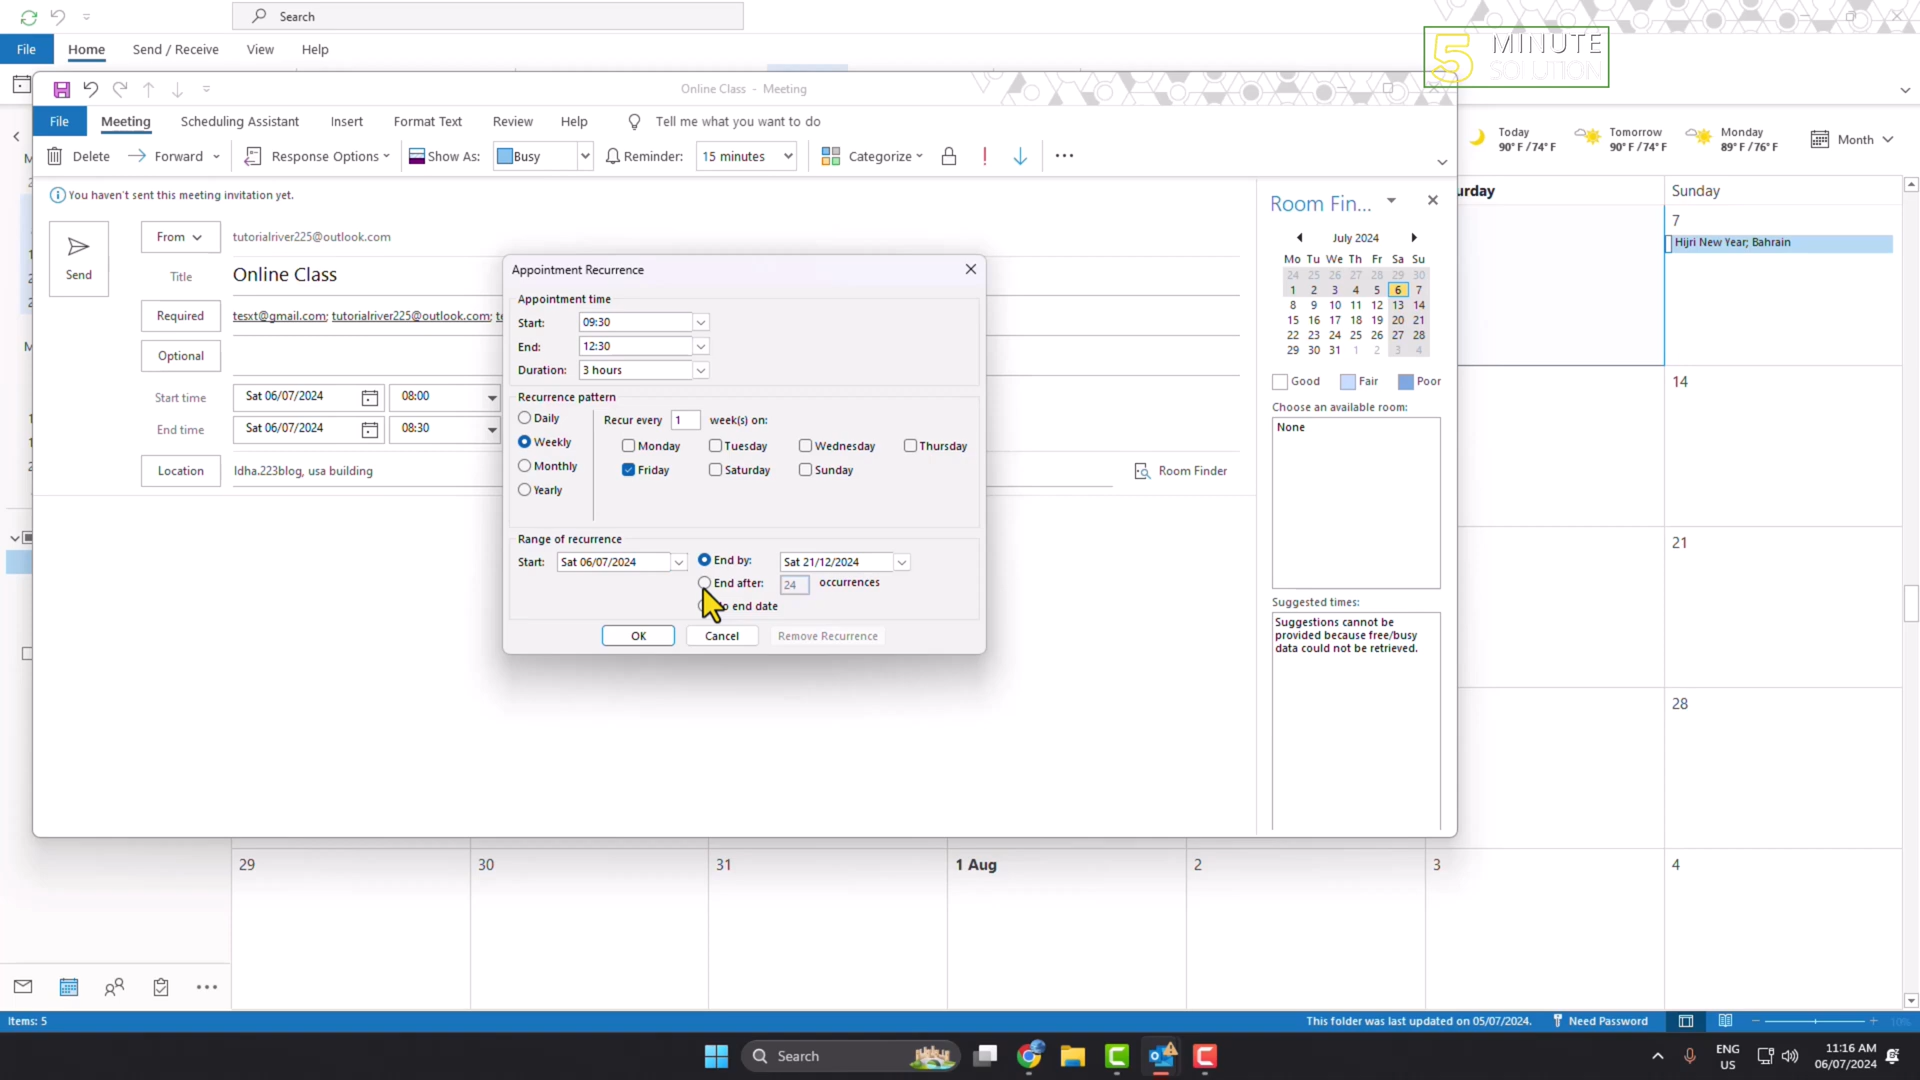 Search
File Home Send / Receive View Help
5 MINUTE SOLUTION
Online Class - Meeting
File Meeting Scheduling Assistant Insert Format Text Review Help Tell me what you want to do
Today 90°F/74°F Tomorrow 90°F/74°F Monday 89°F/76°F Month
Delete Forward Response Options Show As: Busy Reminder: 15 minutes Categorize
You haven't sent this meeting invitation yet.
Send
From tutorialriver225@outlook.com
Title Online Class
Required tesxt@gmail.com; tutorialriver225@outlook.com; te
Optional
Start time Sat 06/07/2024 08:00
End time Sat 06/07/2024 08:30
Location ldha.223blog, usa building
Room Finder
Appointment Recurrence
Appointment time
Start: 09:30
End: 12:30
Duration: 3 hours
Recurrence pattern
Daily
Weekly
Monthly
Yearly
Recur every 1 week(s) on:
Monday Tuesday Wednesday Thursday
Friday Saturday Sunday
Range of recurrence
Start: Sat 06/07/2024 End by: Sat 21/12/2024
End after: 24 occurrences
o end date
OK Cancel Remove Recurrence
Room Fin...
July 2024
Mo Tu We Th Fr Sa Su
24 25 26 27 28 29 30
1 2 3 4 5 6 7
8 9 10 11 12 13 14
15 16 17 18 19 20 21
22 23 24 25 26 27 28
29 30 31 1 2 3 4
Good Fair Poor
Choose an available room:
None
Suggested times:
Suggestions cannot be
provided because free/busy
data could not be retrieved.
urday Sunday
7
Hijri New Year; Bahrain
14
21
28
29 30 31 1 Aug 2 3 4
Items: 5
This folder was last updated on 05/07/2024. Need Password
Search
ENG
US
11:16 AM
06/07/2024